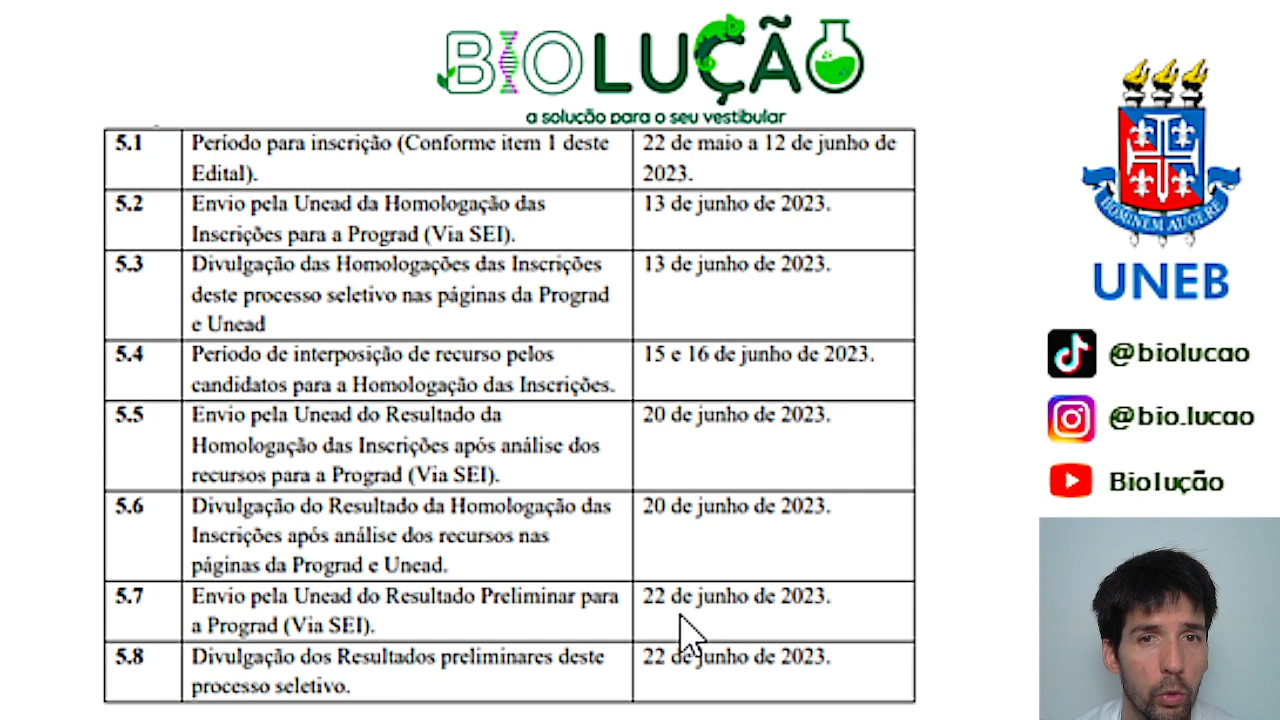 BIOLUÇÃO
a solução para o seu vestibular
5.1 Período para inscrição (Conforme item 1 deste 22 de maio a 12 de junho de
Edital). 2023.
5.2 Envio pela Unead da Homologação das 13 de junho de 2023.
Inscrições para a Prograd (Via SEI).
5.3 Divulgação das Homologações das Inscrições 13 de junho de 2023.
deste processo seletivo nas páginas da Prograd
e Unead
5.4 Período de interposição de recurso pelos 15 e 16 de junho de 2023.
candidatos para a Homologação das Inscrições.
5.5 Envio pela Unead do Resultado da 20 de junho de 2023.
Homologação das Inscrições após análise dos
recursos para a Prograd (Via SEI).
5.6 Divulgação do Resultado da Homologação das 20 de junho de 2023.
Inscrições após análise dos recursos nas
páginas da Prograd e Unead.
5.7 Envio pela Unead do Resultado Preliminar para 22 de junho de 2023.
a Prograd (Via SEI).
5.8 Divulgação dos Resultados preliminares deste 22 de junho de 2023.
processo seletivo.
HOMINEM AUGERE
UNEB
@biolucao
@bio.lucao
Biolução